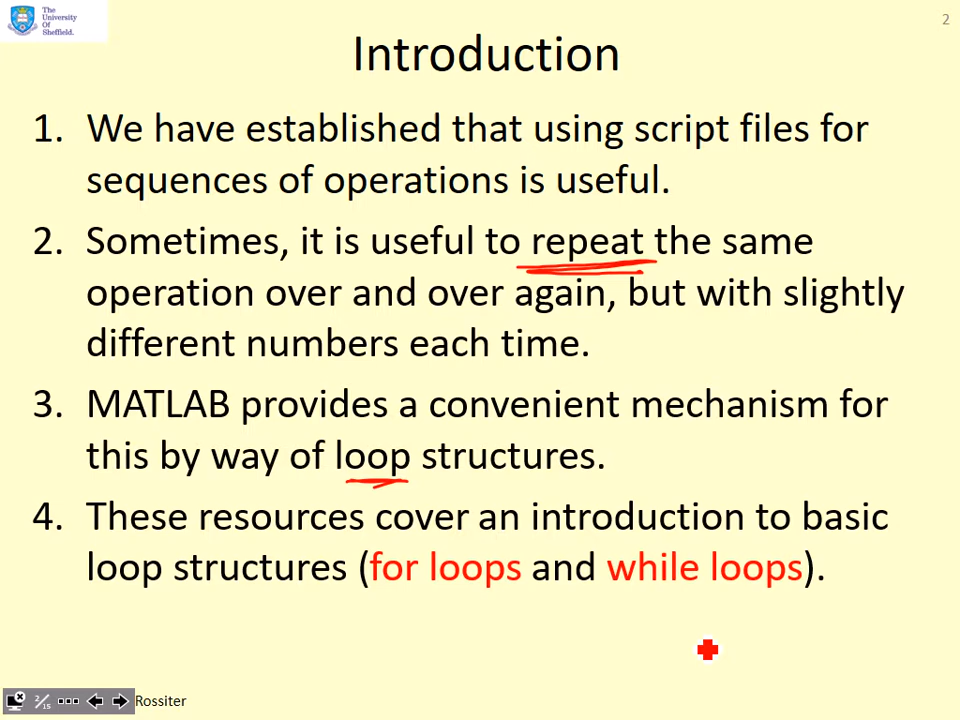 The
University
Of
Sheffield.
2
Introduction
1. We have established that using script files for
sequences of operations is useful.
2. Sometimes, it is useful to repeat the same
operation over and over again, but with slightly
different numbers each time.
3. MATLAB provides a convenient mechanism for
this by way of loop structures.
4. These resources cover an introduction to basic
loop structures (for loops and while loops).
2/15
Rossiter